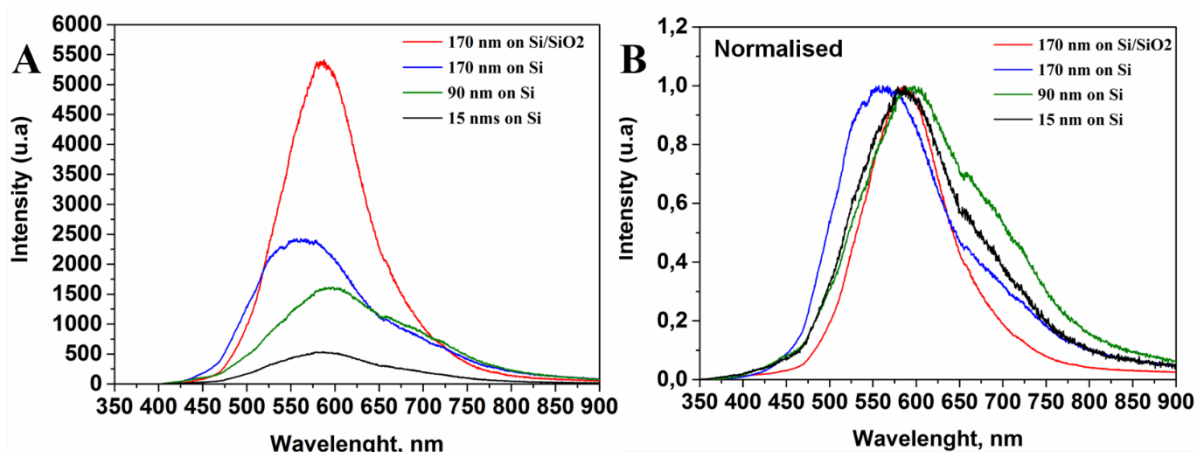 A
6000
5500
5000
4500
4000
3500
3000
2500
2000
1500
1000
500
0
Intensity (u.a)
350 400 450 500 550 600 650 700 750 800 850 900
Wavelenght, nm
170 nm on Si/SiO2
170 nm on Si
90 nm on Si
15 nms on Si
B
Normalised
1,2
1,0
0,8
0,6
0,4
0,2
0,0
Intensity (u.a)
350 400 450 500 550 600 650 700 750 800 850 900
Wavelenght, nm
170 nm on Si/SiO2
170 nm on Si
90 nm on Si
15 nm on Si